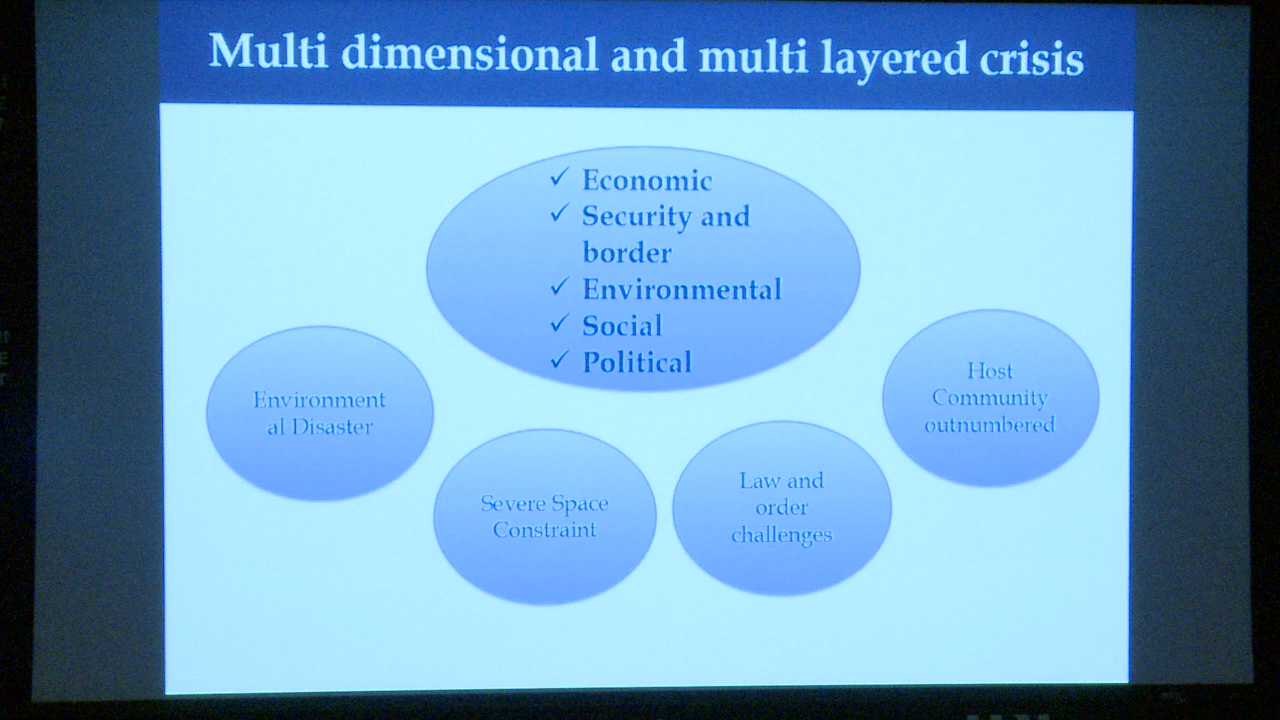 Multi dimensional and multi layered crisis
✓ Economic
✓ Security and
border
✓ Environmental
✓ Social
✓ Political
Environment
al Disaster
Severe Space
Constraint
Law and
order
challenges
Host
Community
outnumbered